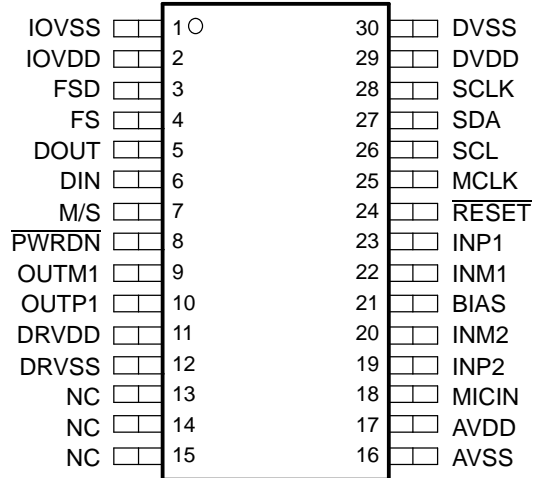 IOVSS 1 30 DVSS
IOVDD 2 29 DVDD
FSD 3 28 SCLK
FS 4 27 SDA
DOUT 5 26 SCL
DIN 6 25 MCLK
M/S 7 24 RESET
PWRDN 8 23 INP1
OUTM1 9 22 INM1
OUTP1 10 21 BIAS
DRVDD 11 20 INM2
DRVSS 12 19 INP2
NC 13 18 MICIN
NC 14 17 AVDD
NC 15 16 AVSS